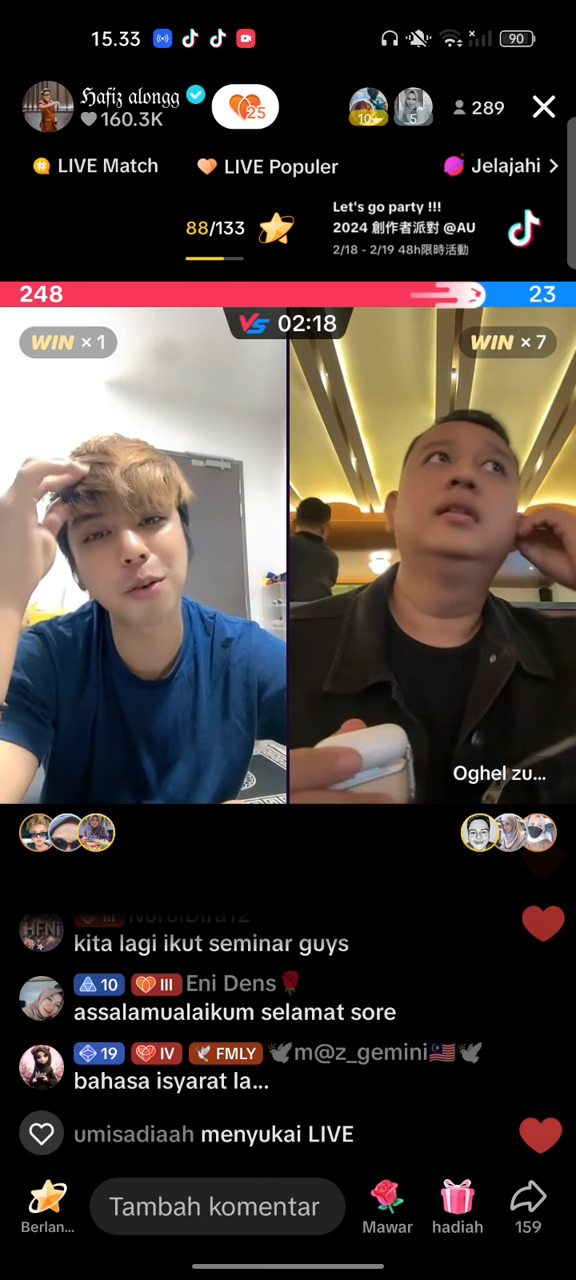 15.33
90
ℌ𝔞𝔣𝔦𝔷 𝔞𝔩𝔬𝔫𝔤𝔤
160.3K
25
10+
5
289
LIVE Match
LIVE Populer
Jelajahi
88/133
Let's go party !!!
2024 創作者派對 @AU
2/18 - 2/19 48h限時活動
248
23
VS 02:18
WIN × 1
WIN × 7
Oghel zu...
III NurulDira12
kita lagi ikut seminar guys
10 III Eni Dens🌹
assalamualaikum selamat sore
19 IV FMLY 🕊m@z_gemini🇲🇾🕊
bahasa isyarat la...
umisadiaah menyukai LIVE
Berlan...
Tambah komentar
Mawar
hadiah
159